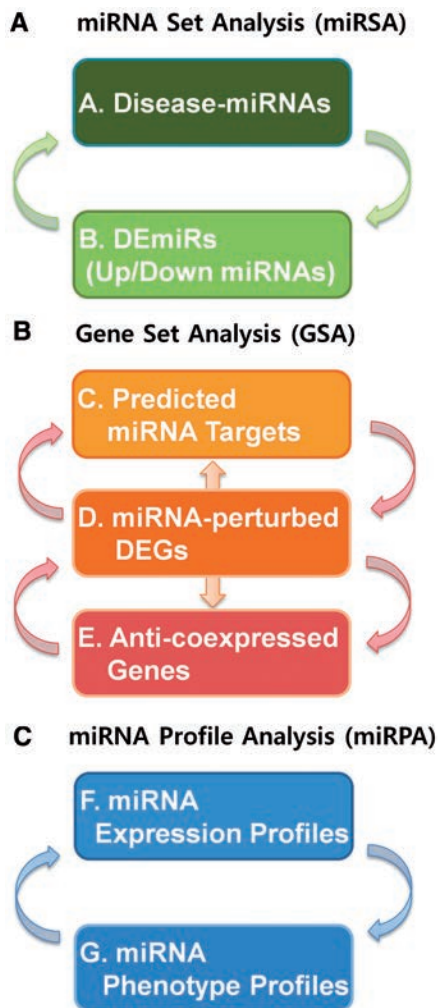 A miRNA Set Analysis (miRSA)
A. Disease-miRNAs
B. DEmiRs
(Up/Down miRNAs)
B Gene Set Analysis (GSA)
C. Predicted
miRNA Targets
D. miRNA-perturbed
DEGs
E. Anti-coexpressed
Genes
C miRNA Profile Analysis (miRPA)
F. miRNA
Expression Profiles
G. miRNA
Phenotype Profiles